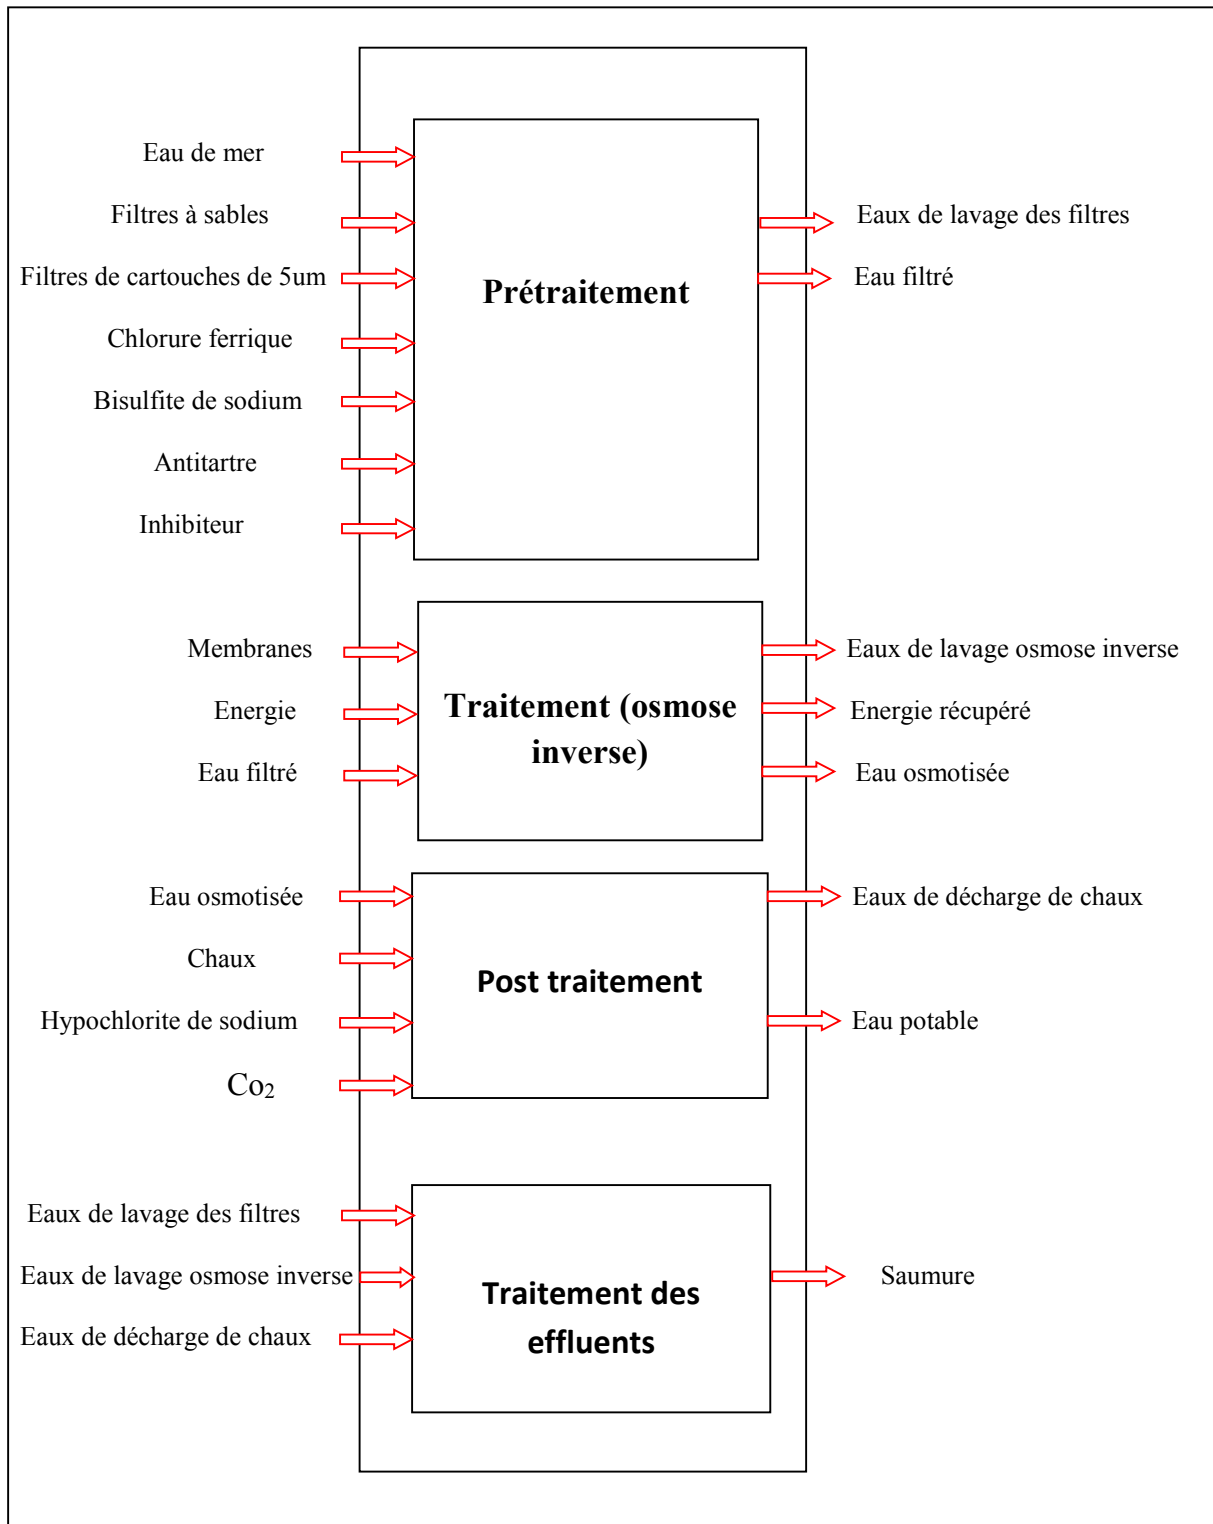 Eau de mer
Filtres à sables
Filtres de cartouches de 5um
Chlorure ferrique
Bisulfite de sodium
Antitartre
Inhibiteur
Prétraitement
Eaux de lavage des filtres
Eau filtré
Membranes
Energie
Eau filtré
Traitement (osmose
inverse)
Eaux de lavage osmose inverse
Energie récupéré
Eau osmotisée
Eau osmotisée
Chaux
Hypochlorite de sodium
Co₂
Post traitement
Eaux de décharge de chaux
Eau potable
Eaux de lavage des filtres
Eaux de lavage osmose inverse
Eaux de décharge de chaux
Traitement des
effluents
Saumure